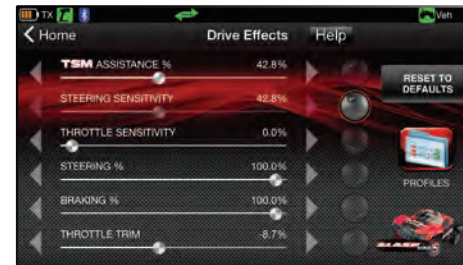 TX Veh
Home Drive Effects Help
TSM ASSISTANCE % 42.8%
STEERING SENSITIVITY 42.8%
THROTTLE SENSITIVITY 0.0%
STEERING % 100.0%
BRAKING % 100.0%
THROTTLE TRIM -8.7%
RESET TO
DEFAULTS
PROFILES
SLASH